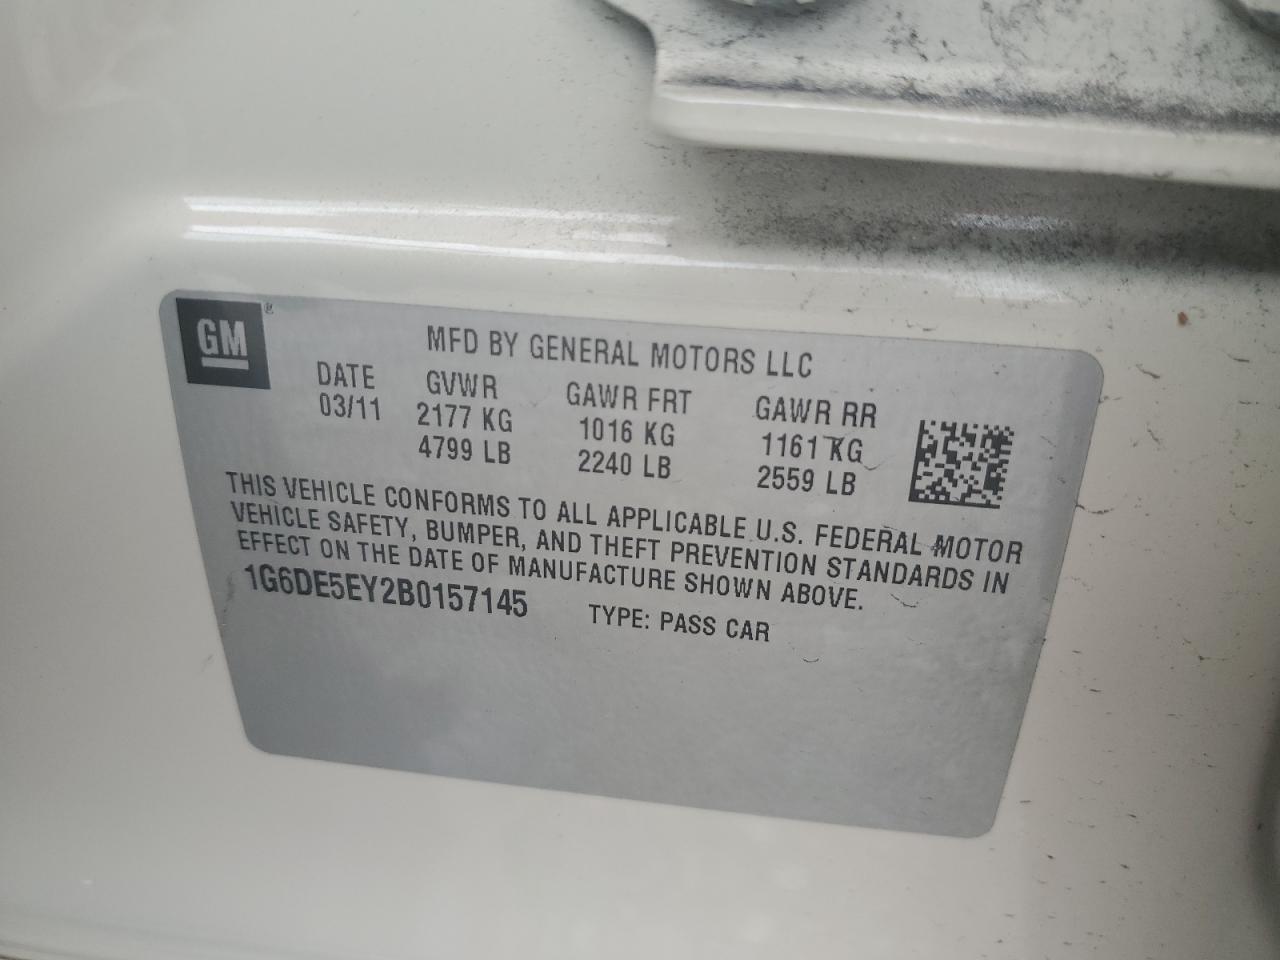 GM®
MFD BY GENERAL MOTORS LLC
DATE GVWR GAWR FRT GAWR RR
03/11 2177 KG 1016 KG 1161 KG
4799 LB 2240 LB 2559 LB
THIS VEHICLE CONFORMS TO ALL APPLICABLE U.S. FEDERAL MOTOR
VEHICLE SAFETY, BUMPER, AND THEFT PREVENTION STANDARDS IN
EFFECT ON THE DATE OF MANUFACTURE SHOWN ABOVE.
1G6DE5EY2B0157145 TYPE: PASS CAR